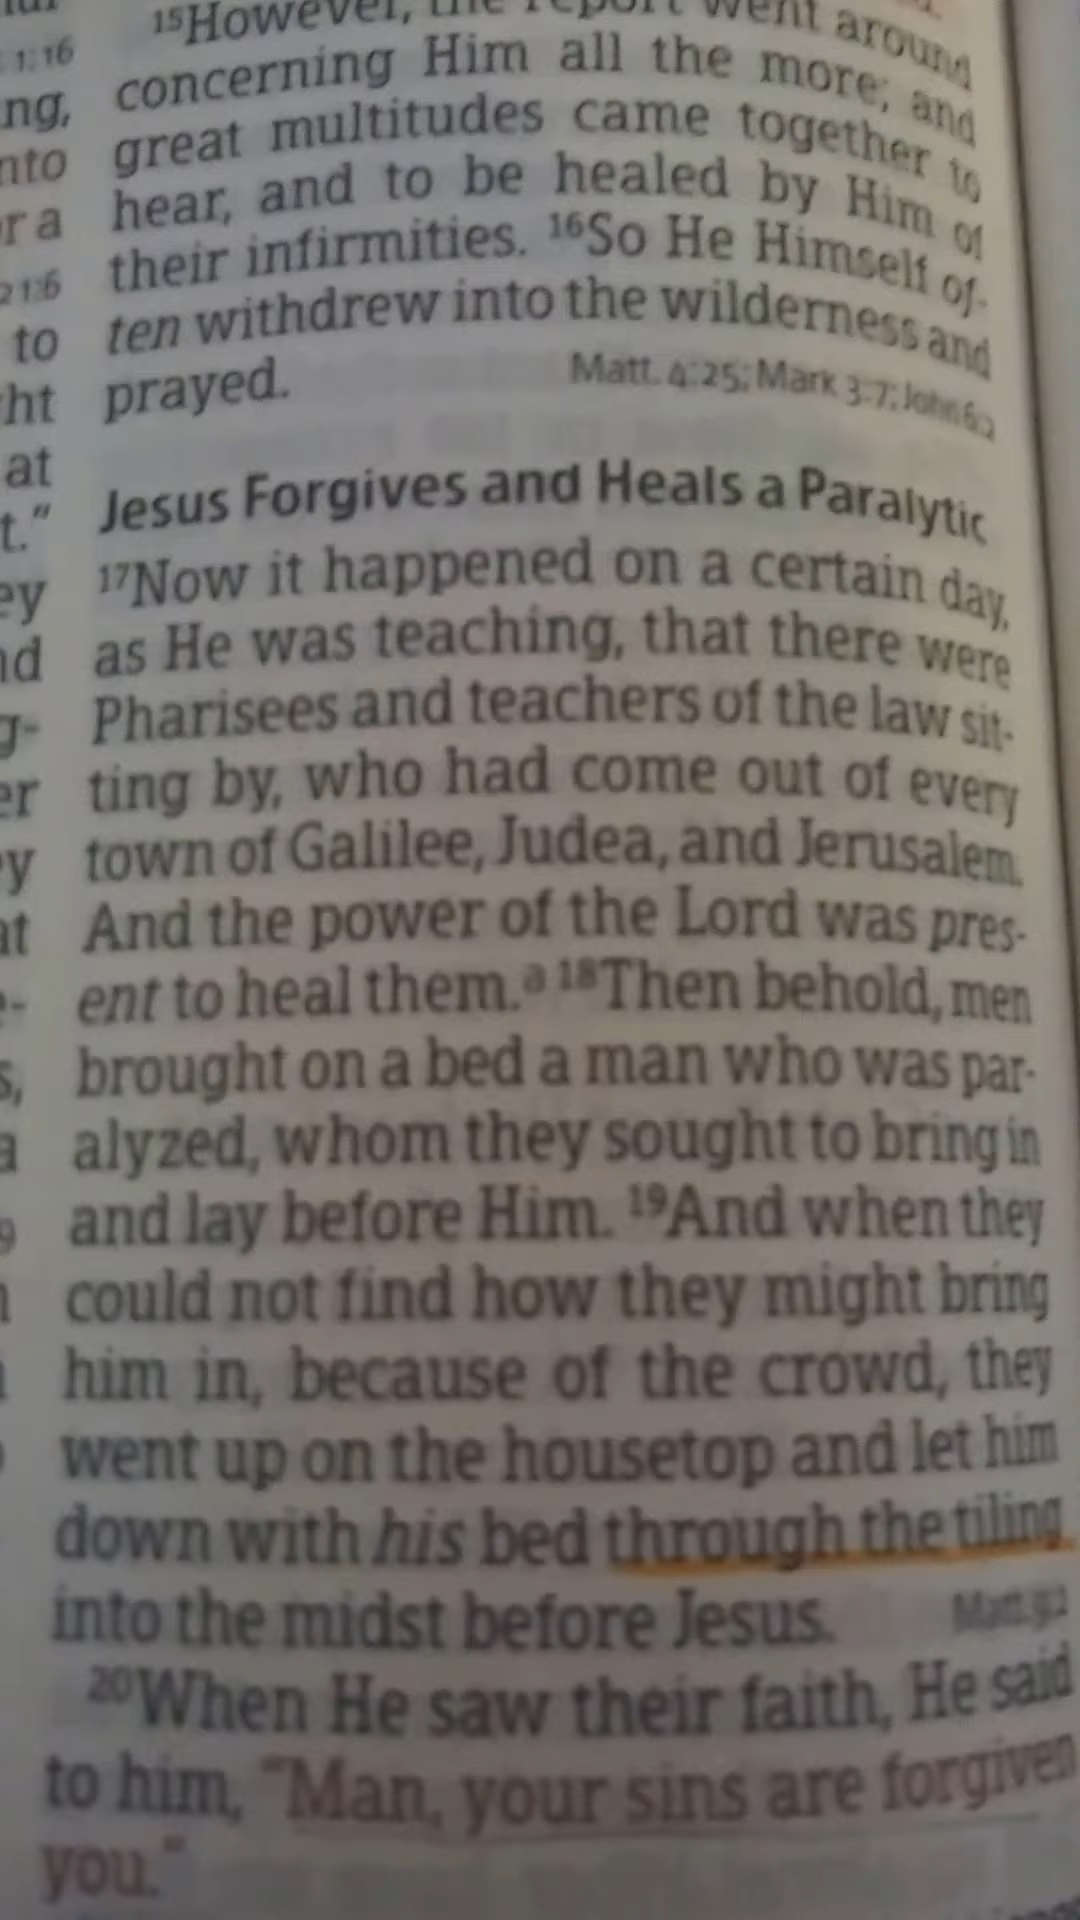 1:16
ng,
nto
r a
21:6
to
ht
at
t.”
ey
nd
g-
er
y
at
e-
s,
a
9
15However, the report went around
concerning Him all the more; and
great multitudes came together to
hear, and to be healed by Him of
their infirmities. 16So He Himself of-
ten withdrew into the wilderness and
prayed. Matt. 4:25; Mark 3:7; John 6:2
Jesus Forgives and Heals a Paralytic
17Now it happened on a certain day,
as He was teaching, that there were
Pharisees and teachers of the law sit-
ting by, who had come out of every
town of Galilee, Judea, and Jerusalem.
And the power of the Lord was pres-
ent to heal them.a 18Then behold, men
brought on a bed a man who was par-
alyzed, whom they sought to bring in
and lay before Him. 19And when they
could not find how they might bring
him in, because of the crowd, they
went up on the housetop and let him
down with his bed through the tiling
into the midst before Jesus. Matt. 9:2
20When He saw their faith, He said
to him, “Man, your sins are forgiven
you.”